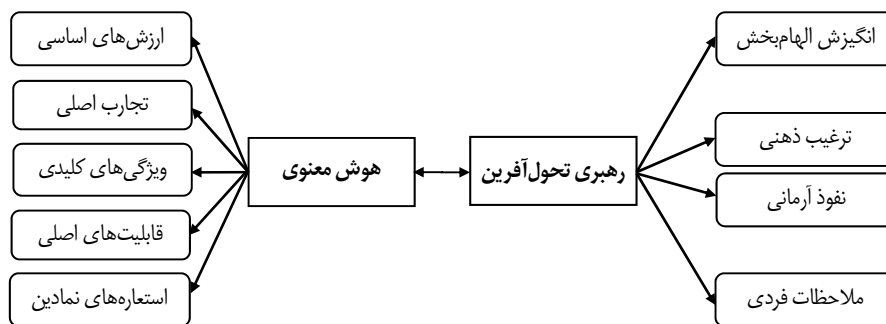 انگیزش الهام‌بخش
ترغیب ذهنی
نفوذ آرمانی
ملاحظات فردی
رهبری تحول‌آفرین
هوش معنوی
ارزش‌های اساسی
تجارب اصلی
ویژگی‌های کلیدی
قابلیت‌های اصلی
استعاره‌های نمادین